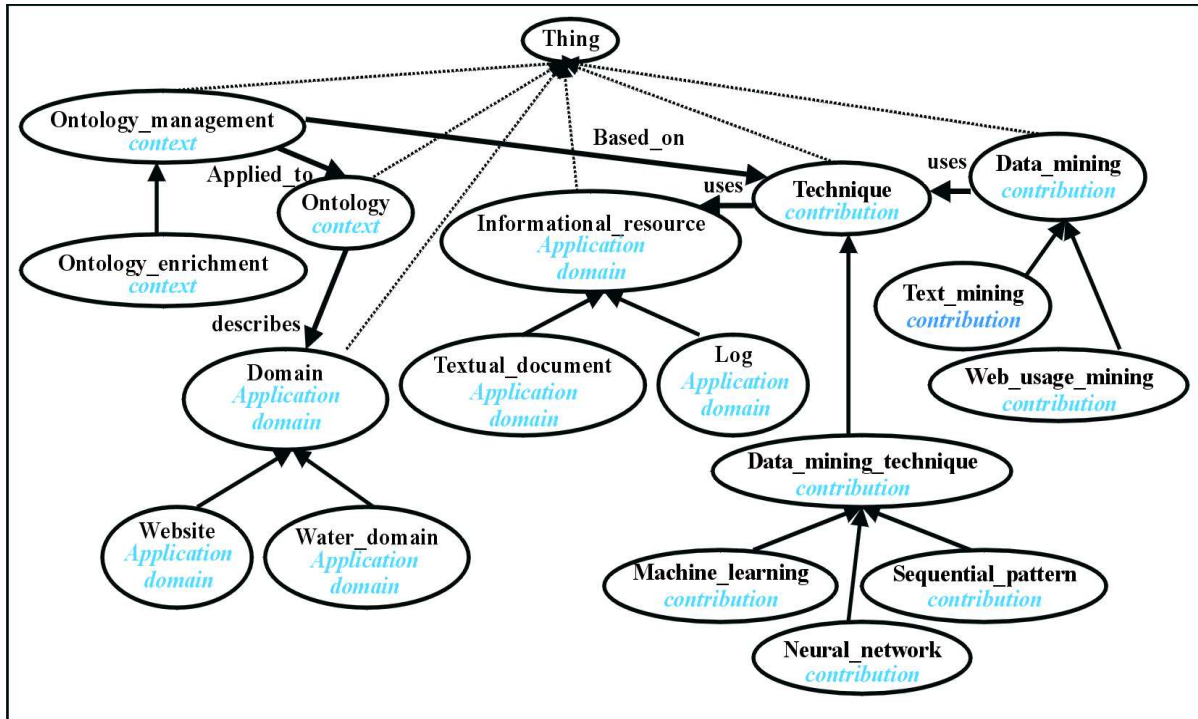 Thing
Ontology_management
context
Based_on
Data_mining
contribution
uses
Applied_to
Technique
contribution
uses
Ontology
context
Informational_resource
Application
domain
Ontology_enrichment
context
Text_mining
contribution
describes
Domain
Application
domain
Textual_document
Application
domain
Log
Application
domain
Web_usage_mining
contribution
Data_mining_technique
contribution
Website
Application
domain
Water_domain
Application
domain
Machine_learning
contribution
Sequential_pattern
contribution
Neural_network
contribution